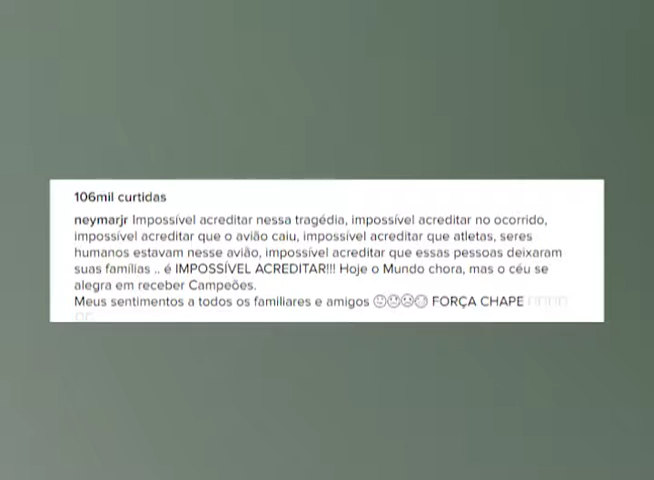 106mil curtidas
neymarjr Impossível acreditar nessa tragédia, impossível acreditar no ocorrido,
impossível acreditar que o avião caiu, impossível acreditar que atletas, seres
humanos estavam nesse avião, impossível acreditar que essas pessoas deixaram
suas famílias .. é IMPOSSÍVEL ACREDITAR!!! Hoje o Mundo chora, mas o céu se
alegra em receber Campeões.
Meus sentimentos a todos os familiares e amigos FORÇA CHAPE